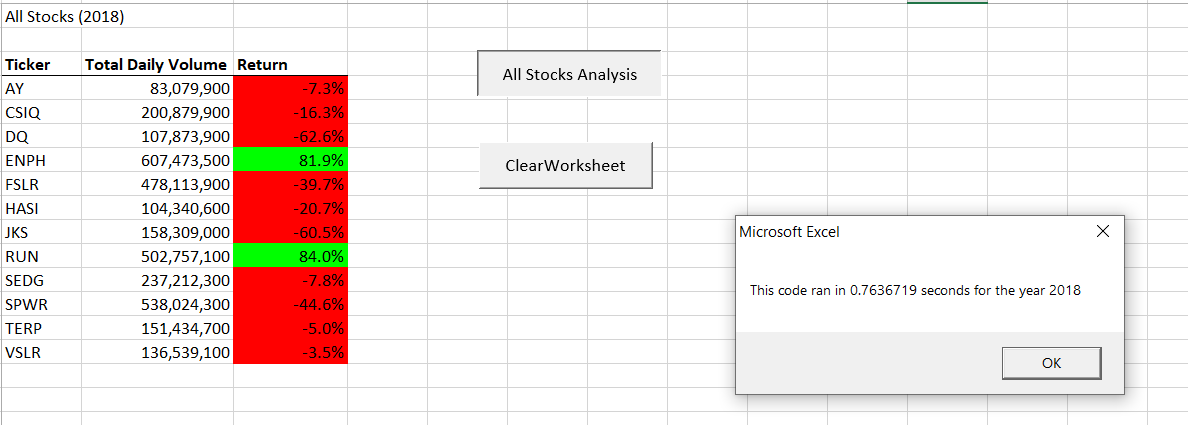 All Stocks (2018)
Ticker Total Daily Volume Return
AY 83,079,900 -7.3%
CSIQ 200,879,900 -16.3%
DQ 107,873,900 -62.6%
ENPH 607,473,500 81.9%
FSLR 478,113,900 -39.7%
HASI 104,340,600 -20.7%
JKS 158,309,000 -60.5%
RUN 502,757,100 84.0%
SEDG 237,212,300 -7.8%
SPWR 538,024,300 -44.6%
TERP 151,434,700 -5.0%
VSLR 136,539,100 -3.5%
All Stocks Analysis
ClearWorksheet
Microsoft Excel
This code ran in 0.7636719 seconds for the year 2018
OK